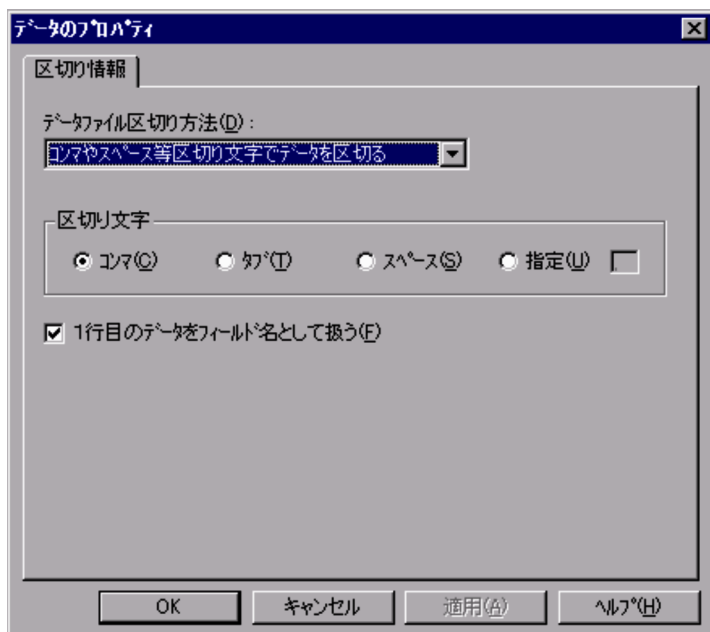 ﾃﾞｰﾀのﾌﾟﾛﾊﾟﾃｨ
区切り情報
ﾃﾞｰﾀﾌｧｲﾙ区切り方法(D):
ｺﾝﾏやｽﾍﾟｰｽ等区切り文字でﾃﾞｰﾀを区切る
区切り文字
ｺﾝﾏ(C) ﾀﾌﾞ(T) ｽﾍﾟｰｽ(S) 指定(U)
1行目のﾃﾞｰﾀをﾌｨｰﾙﾄﾞ名として扱う(F)
OK キャンセル 適用(A) ﾍﾙﾌﾟ(H)